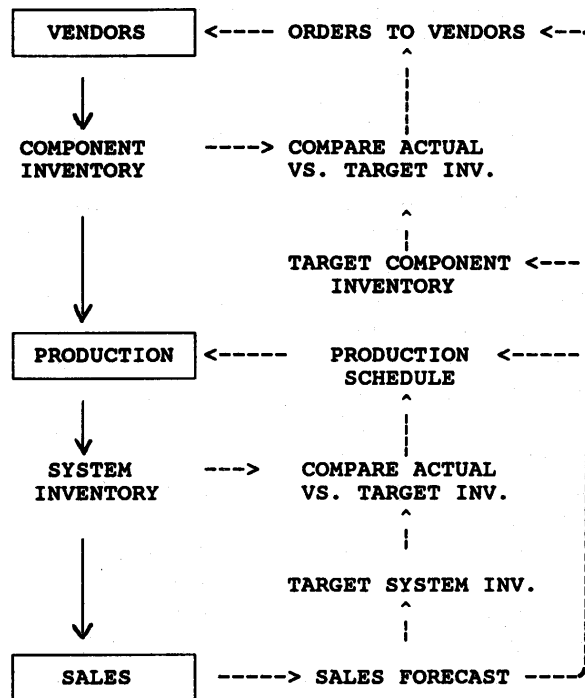 VENDORS
ORDERS TO VENDORS
COMPONENT
INVENTORY
COMPARE ACTUAL
VS. TARGET INV.
TARGET COMPONENT
INVENTORY
PRODUCTION
PRODUCTION
SCHEDULE
SYSTEM
INVENTORY
COMPARE ACTUAL
VS. TARGET INV.
TARGET SYSTEM INV.
SALES
SALES FORECAST